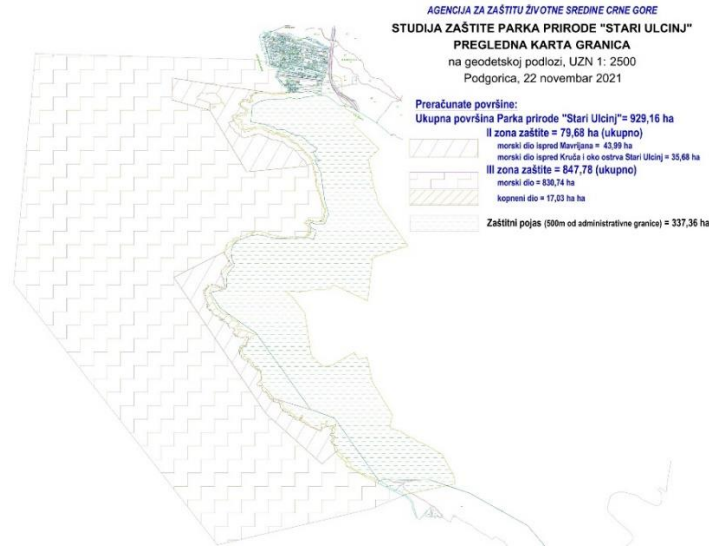 AGENCIJA ZA ZAŠTITU ŽIVOTNE SREDINE CRNE GORE
STUDIJA ZAŠTITE PARKA PRIRODE "STARI ULCINJ"
PREGLEDNA KARTA GRANICA
na geodetskoj podlozi, UZN 1: 2500
Podgorica, 22 novembar 2021
Preračunate površine:
Ukupna površina Parka prirode "Stari Ulcinj"= 929,16 ha
II zona zaštite = 79,68 ha (ukupno)
morski dio ispred Mavrijana = 43,99 ha
morski dio ispred Kruča i oko ostrva Stari Ulcinj = 35,68 ha
III zona zaštite = 847,78 (ukupno)
morski dio = 830,74 ha
kopneni dio = 17,03 ha ha
Zaštitni pojas (500m od administrativne granice) = 337,36 ha